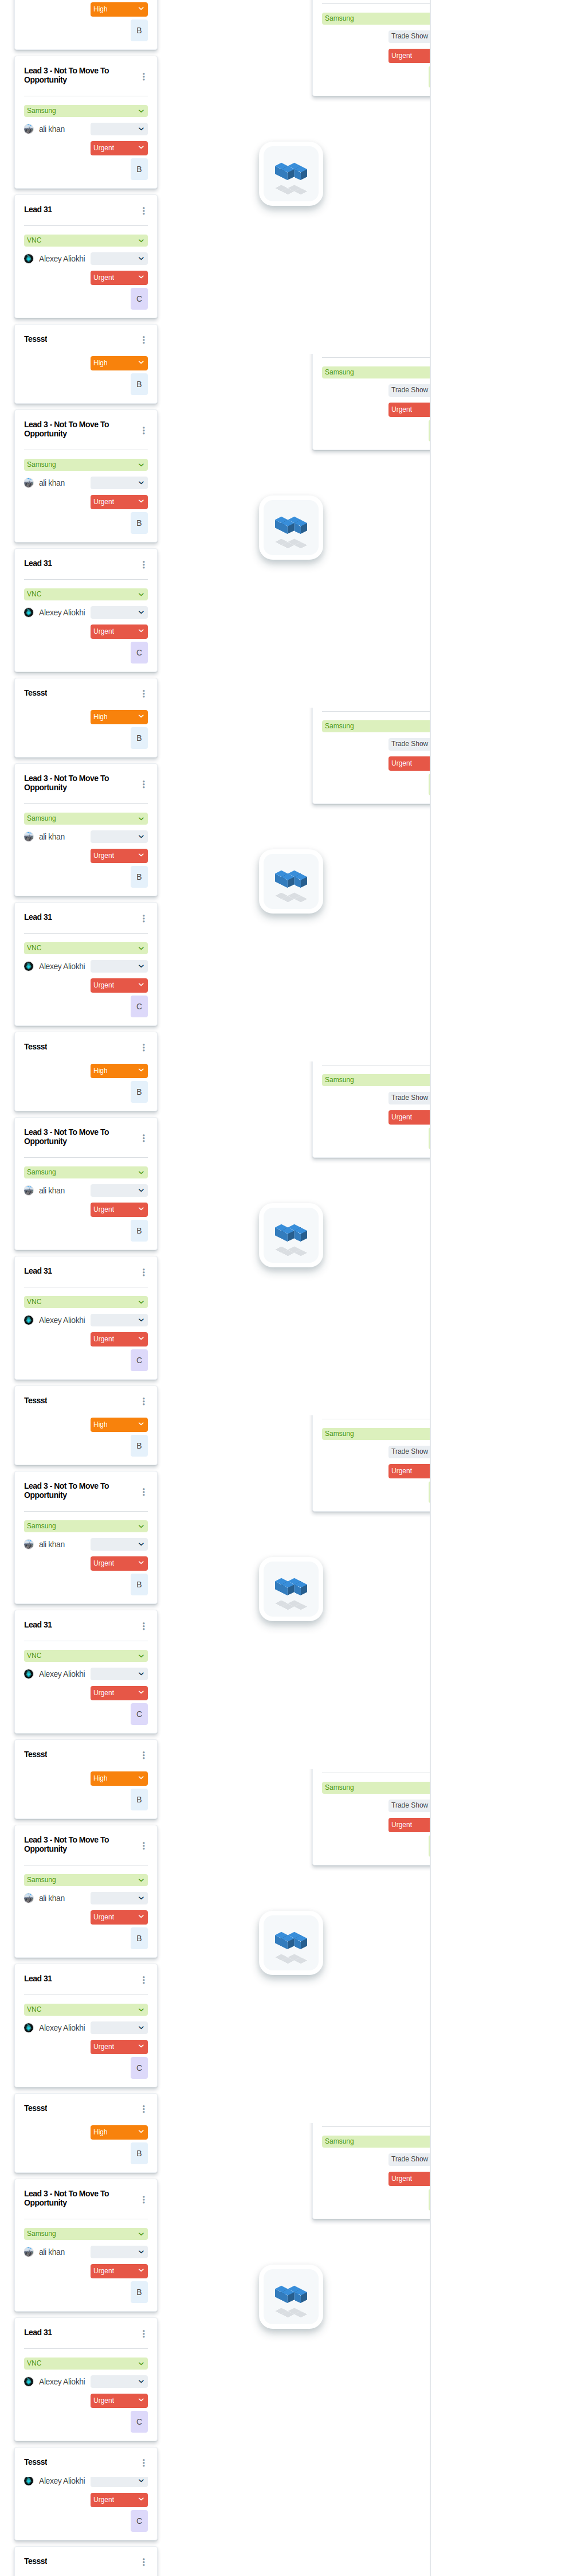 High
B
Samsung
Trade Show
Urgent
Lead 3 - Not To Move To
Opportunity
Samsung
ali khan
Urgent
B
Lead 31
VNC
Alexey Aliokhi
Urgent
C
Tessst
High
B
Samsung
Trade Show
Urgent
Lead 3 - Not To Move To
Opportunity
Samsung
ali khan
Urgent
B
Lead 31
VNC
Alexey Aliokhi
Urgent
C
Tessst
High
B
Samsung
Trade Show
Urgent
Lead 3 - Not To Move To
Opportunity
Samsung
ali khan
Urgent
B
Lead 31
VNC
Alexey Aliokhi
Urgent
C
Tessst
High
B
Samsung
Trade Show
Urgent
Lead 3 - Not To Move To
Opportunity
Samsung
ali khan
Urgent
B
Lead 31
VNC
Alexey Aliokhi
Urgent
C
Tessst
High
B
Samsung
Trade Show
Urgent
Lead 3 - Not To Move To
Opportunity
Samsung
ali khan
Urgent
B
Lead 31
VNC
Alexey Aliokhi
Urgent
C
Tessst
High
B
Samsung
Trade Show
Urgent
Lead 3 - Not To Move To
Opportunity
Samsung
ali khan
Urgent
B
Lead 31
VNC
Alexey Aliokhi
Urgent
C
Tessst
High
B
Samsung
Trade Show
Urgent
Lead 3 - Not To Move To
Opportunity
Samsung
ali khan
Urgent
B
Lead 31
VNC
Alexey Aliokhi
Urgent
C
Tessst
Alexey Aliokhi
Urgent
C
Tessst